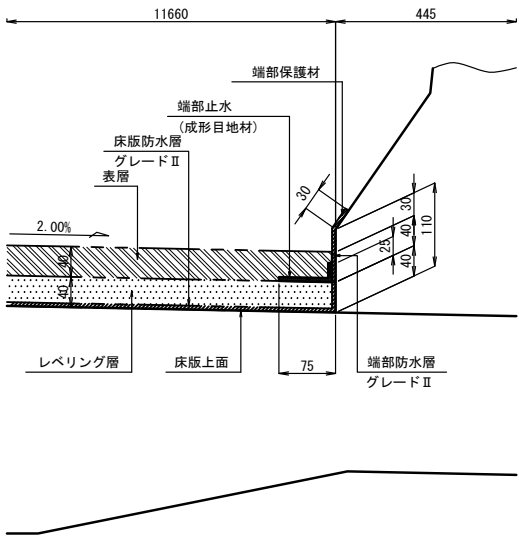 11660
445
端部保護材
端部止水
(成形目地材)
床版防水層
グレードⅡ
表層
30
2.00%
30
40
110
25
40
40
40
レベリング層
床版上面
75
端部防水層
グレードⅡ